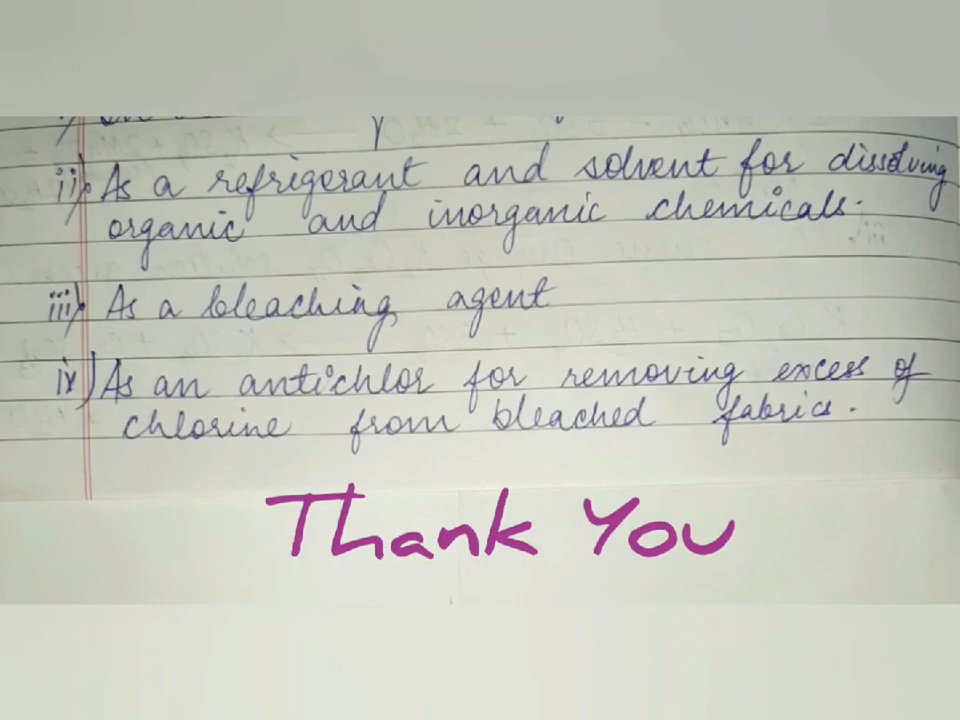 ii) As a refrigerant and solvent for dissolving
organic and inorganic chemicals.
iii) As a bleaching agent
iv) As an antichlor for removing excess of
chlorine from bleached fabrics.
Thank You